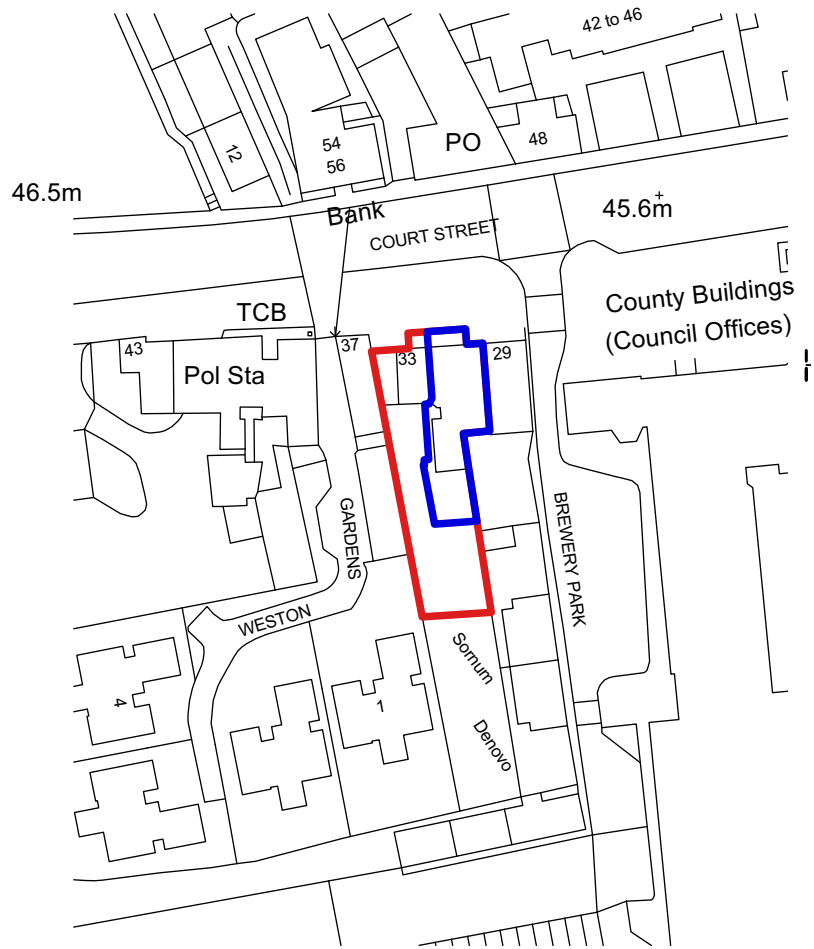 42 to 46
12
54
56
PO
48
46.5m
Bank
COURT STREET
45.6m
County Buildings
(Council Offices)
TCB
43
Pol Sta
37
33
29
GARDENS
BREWERY PARK
WESTON
Somum
Denovo
4
1